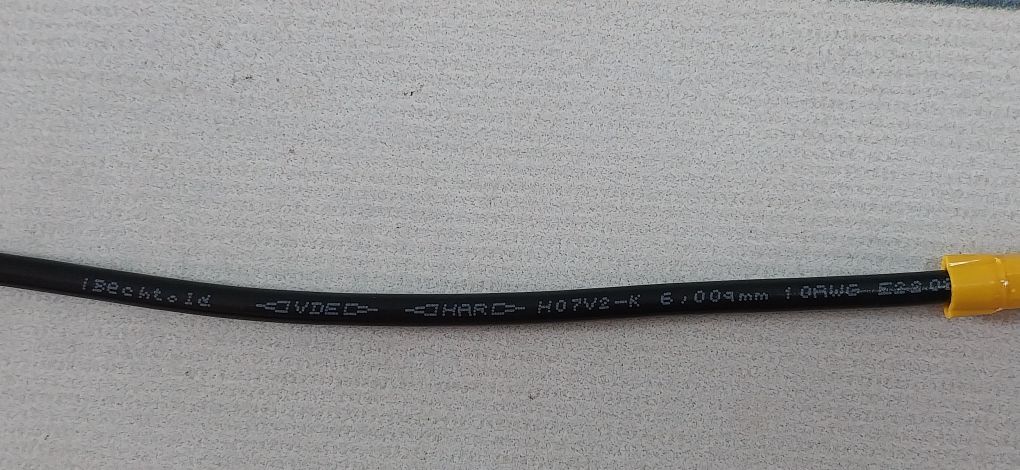 Bechtold ◁VDE▷ ◁HAR▷ H07V2-K 6,00qmm 10AWG